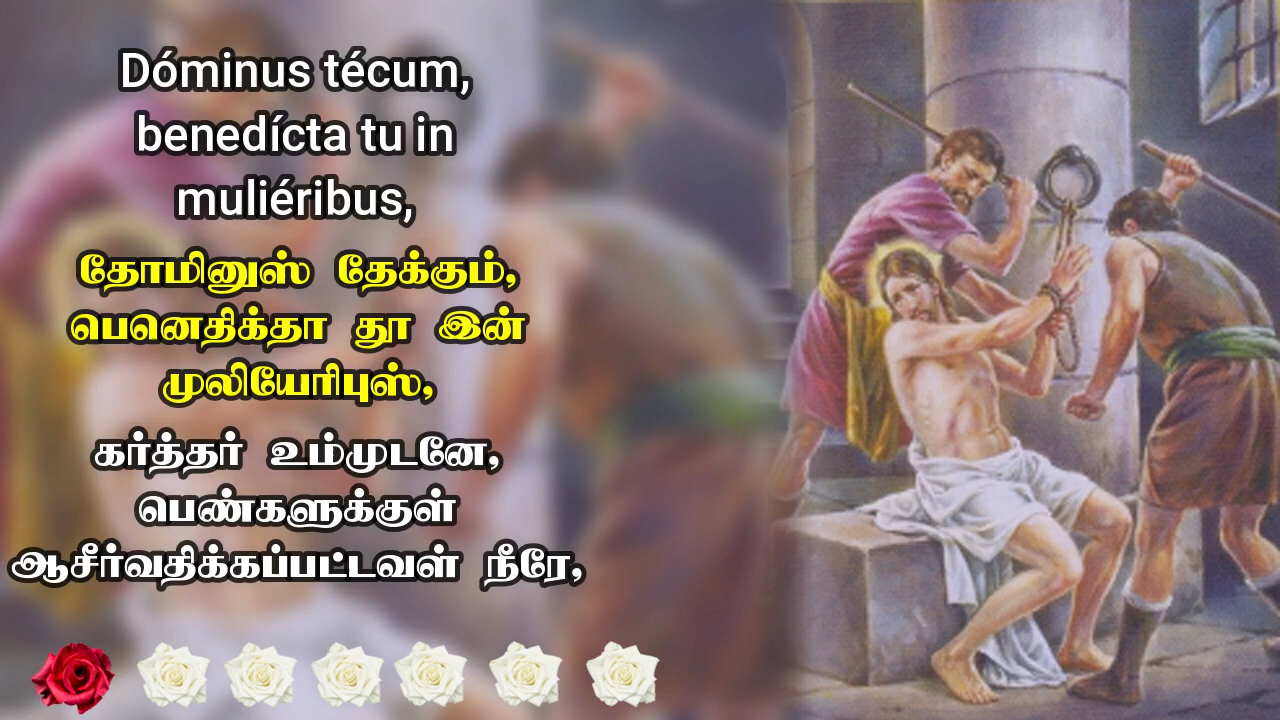 Dóminus técum,
benedícta tu in
muliéribus,
தோமினுஸ் தேக்கும்,
பெனெதிக்தா தூ இன்
முலியேரிபுஸ்,
கர்த்தர் உம்முடனே,
பெண்களுக்குள்
ஆசீர்வதிக்கப்பட்டவள் நீரே,